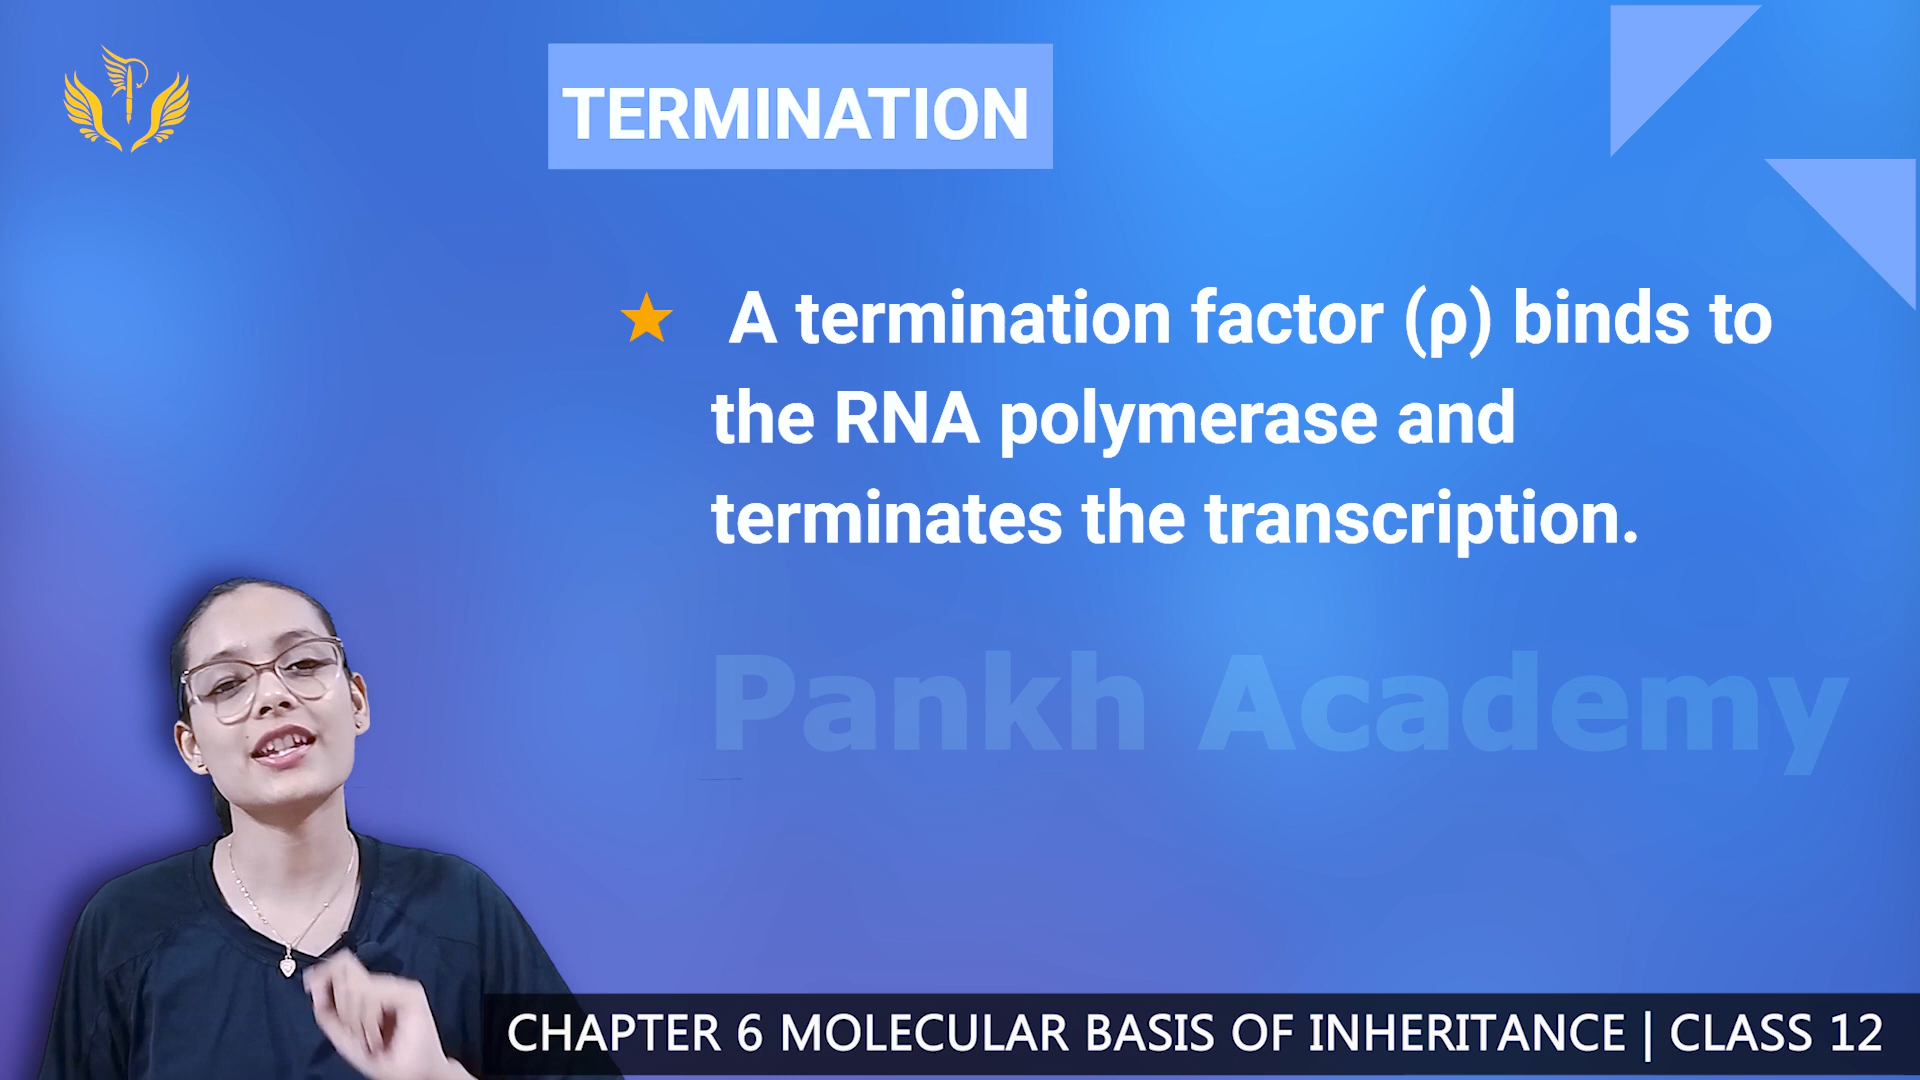 TERMINATION
★ A termination factor (ρ) binds to
the RNA polymerase and
terminates the transcription.
Pankh Academy
CHAPTER 6 MOLECULAR BASIS OF INHERITANCE | CLASS 12